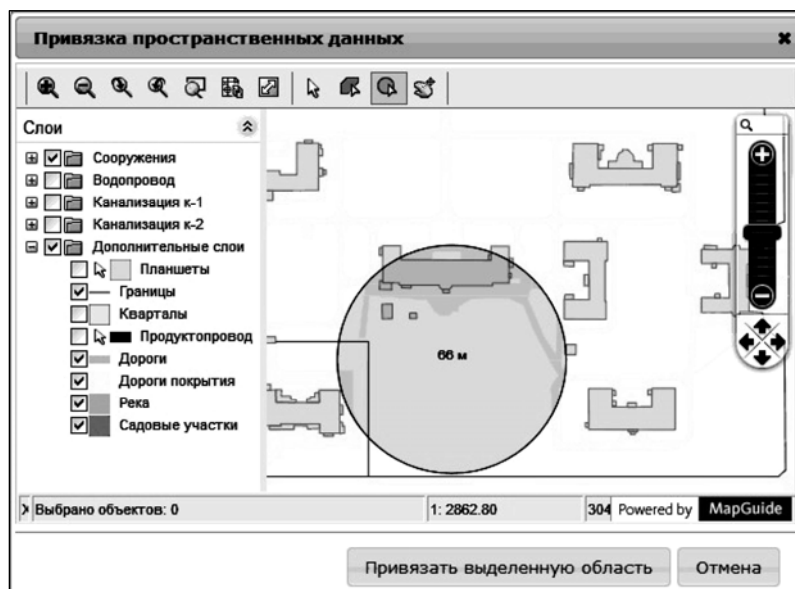 Привязка пространственных данных
Слои
Сооружения
Водопровод
Канализация к-1
Канализация к-2
Дополнительные слои
Планшеты
Границы
Кварталы
Продуктопровод
Дороги
Дороги покрытия
Река
Садовые участки
66 м
Выбрано объектов: 0
1: 2862.80
304
Powered by MapGuide
Привязать выделенную область
Отмена